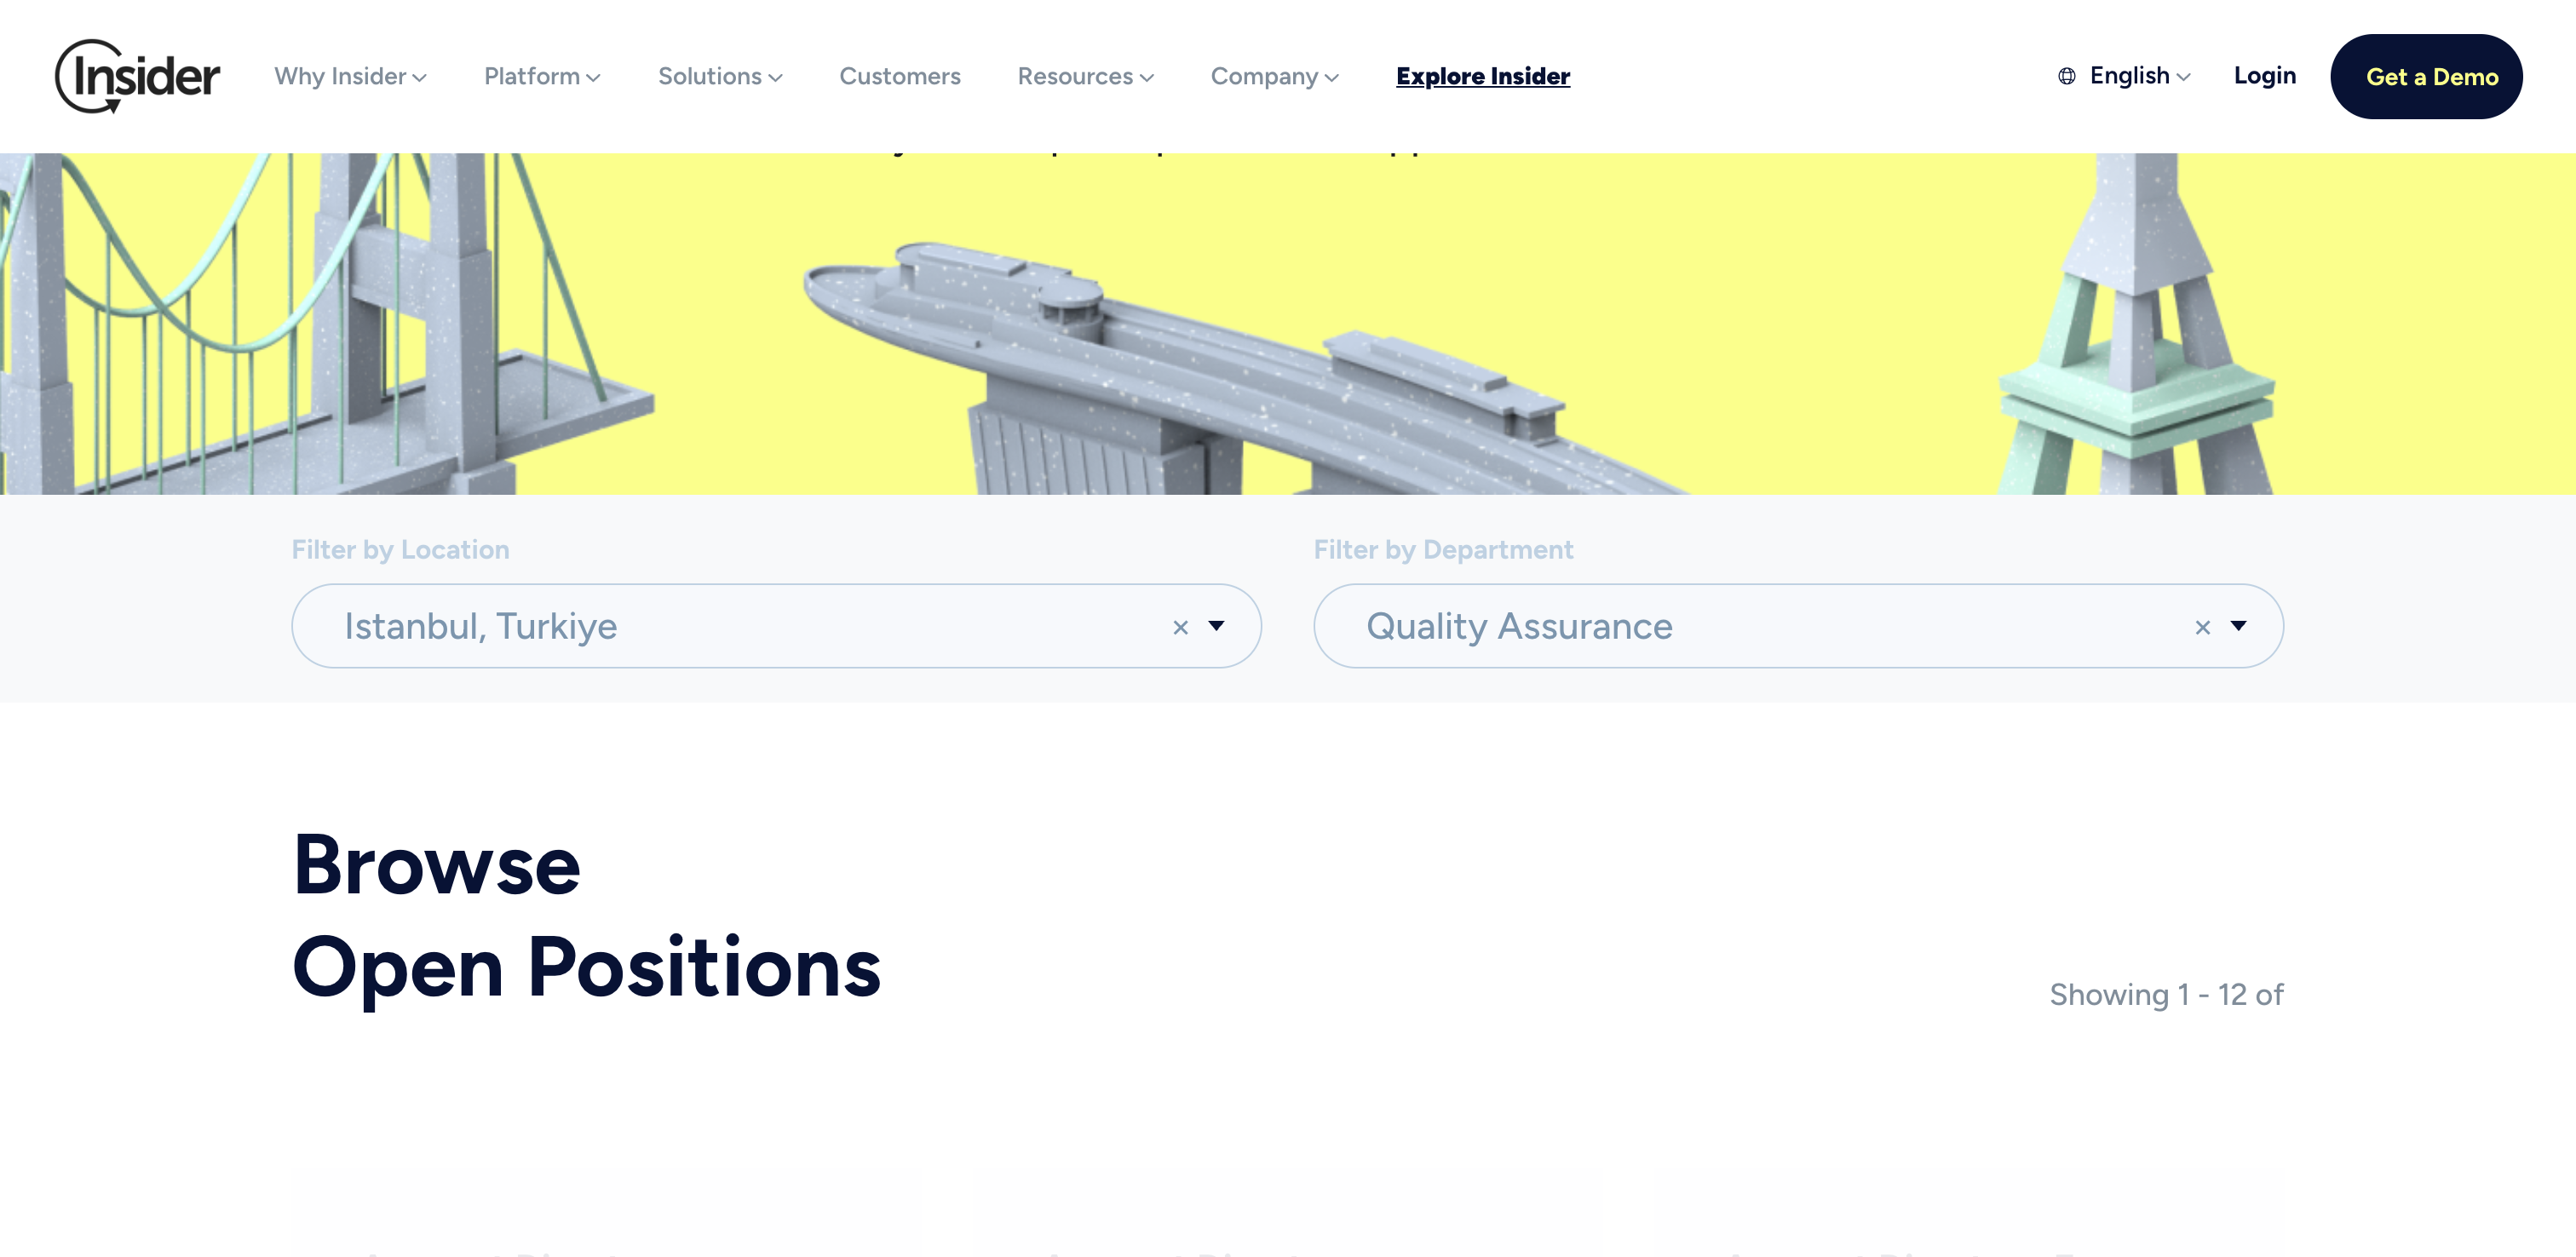 Insider
Why Insider Platform Solutions Customers Resources Company Explore Insider English Login Get a Demo
Filter by Location Filter by Department
Istanbul, Turkiye × Quality Assurance ×
Browse
Open Positions
Showing 1 - 12 of